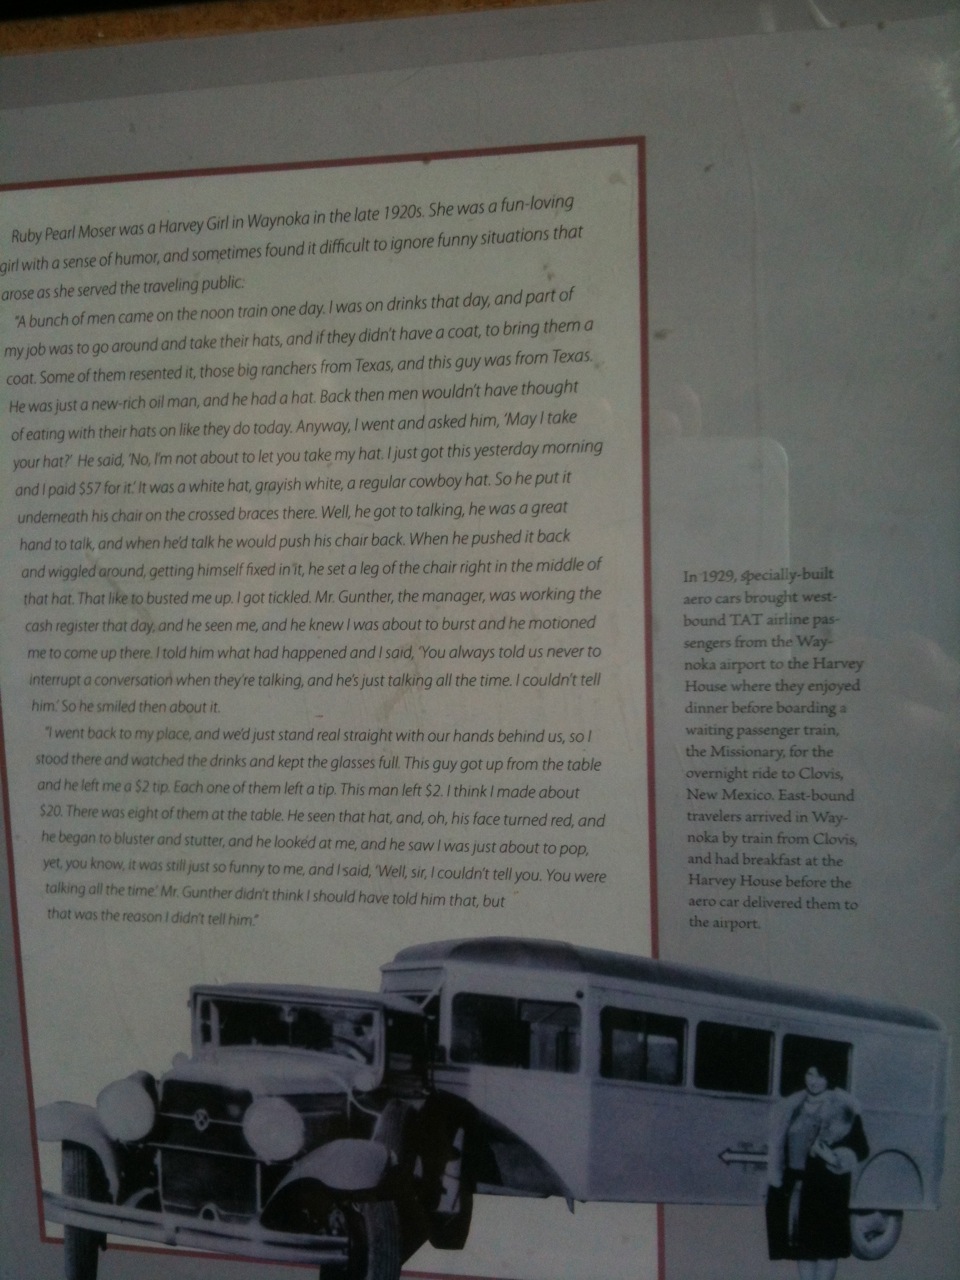 Ruby Pearl Moser was a Harvey Girl in Waynoka in the late 1920s. She was a fun-loving
girl with a sense of humor, and sometimes found it difficult to ignore funny situations that
arose as she served the traveling public:
"A bunch of men came on the noon train one day. I was on drinks that day, and part of
my job was to go around and take their hats, and if they didn't have a coat, to bring them a
coat. Some of them resented it, those big ranchers from Texas, and this guy was from Texas.
He was just a new-rich oil man, and he had a hat. Back then men wouldn't have thought
of eating with their hats on like they do today. Anyway, I went and asked him, 'May I take
your hat?' He said, 'No, I'm not about to let you take my hat. I just got this yesterday morning
and I paid $57 for it.' It was a white hat, grayish white, a regular cowboy hat. So he put it
underneath his chair on the crossed braces there. Well, he got to talking, he was a great
hand to talk, and when he'd talk he would push his chair back. When he pushed it back
and wiggled around, getting himself fixed in it, he set a leg of the chair right in the middle of
that hat. That like to busted me up. I got tickled. Mr. Gunther, the manager, was working the
cash register that day, and he seen me, and he knew I was about to burst and he motioned
me to come up there. I told him what had happened and I said, 'You always told us never to
interrupt a conversation when they're talking, and he's just talking all the time. I couldn't tell
him.' So he smiled then about it.
"I went back to my place, and we'd just stand real straight with our hands behind us, so I
stood there and watched the drinks and kept the glasses full. This guy got up from the table
and he left me a $2 tip. Each one of them left a tip. This man left $2. I think I made about
$20. There was eight of them at the table. He seen that hat, and, oh, his face turned red, and
he began to bluster and stutter, and he looked at me, and he saw I was just about to pop,
yet, you know, it was still just so funny to me, and I said, 'Well, sir, I couldn't tell you. You were
talking all the time.' Mr. Gunther didn't think I should have told him that, but
that was the reason I didn't tell him."
In 1929, specially-built
aero cars brought west-
bound TAT airline pas-
sengers from the Way-
noka airport to the Harvey
House where they enjoyed
dinner before boarding a
waiting passenger train,
the Missionary, for the
overnight ride to Clovis,
New Mexico. East-bound
travelers arrived in Way-
noka by train from Clovis,
and had breakfast at the
Harvey House before the
aero car delivered them to
the airport.